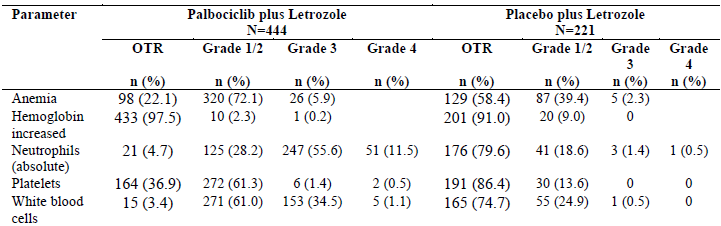 Parameter Palbociclib plus Letrozole Placebo plus Letrozole
N=444 N=221
OTR Grade 1/2 Grade 3 Grade 4 OTR Grade 1/2 Grade 3 Grade 4
n (%) n (%) n (%) n (%) n (%) n (%) n (%) n (%)
Anemia 98 (22.1) 320 (72.1) 26 (5.9) 129 (58.4) 87 (39.4) 5 (2.3)
Hemoglobin increased 433 (97.5) 10 (2.3) 1 (0.2) 201 (91.0) 20 (9.0) 0
Neutrophils (absolute) 21 (4.7) 125 (28.2) 247 (55.6) 51 (11.5) 176 (79.6) 41 (18.6) 3 (1.4) 1 (0.5)
Platelets 164 (36.9) 272 (61.3) 6 (1.4) 2 (0.5) 191 (86.4) 30 (13.6) 0 0
White blood cells 15 (3.4) 271 (61.0) 153 (34.5) 5 (1.1) 165 (74.7) 55 (24.9) 1 (0.5) 0